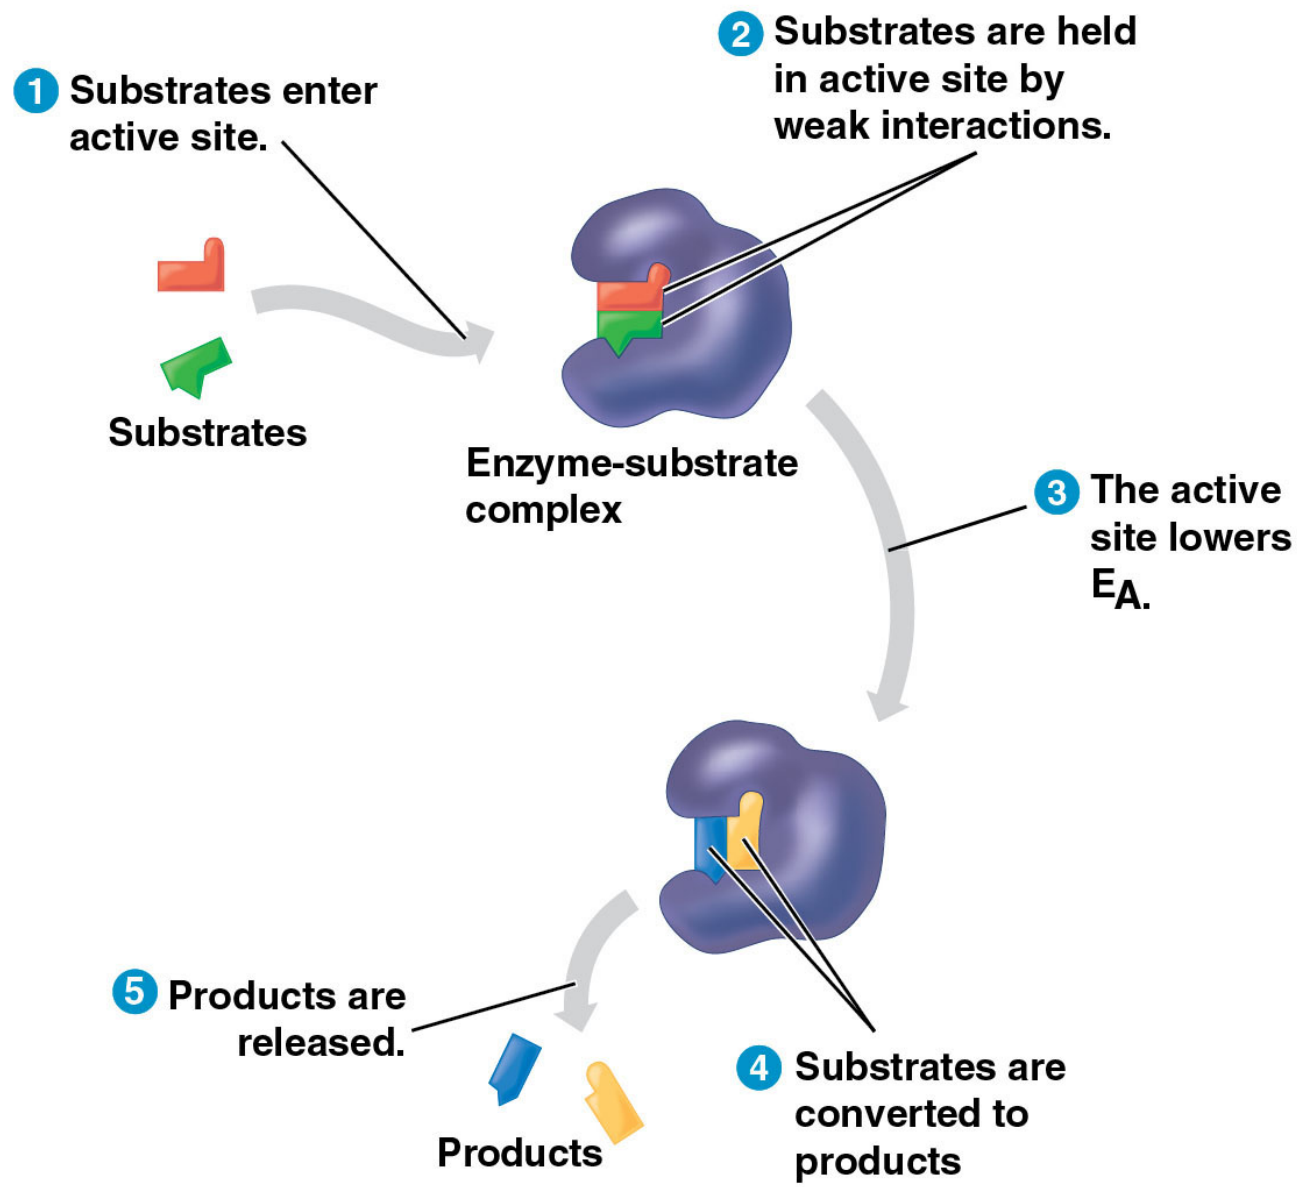 1 Substrates enter
active site.
2 Substrates are held
in active site by
weak interactions.
Substrates
Enzyme-substrate
complex
3 The active
site lowers
EA.
4 Substrates are
converted to
products
5 Products are
released.
Products